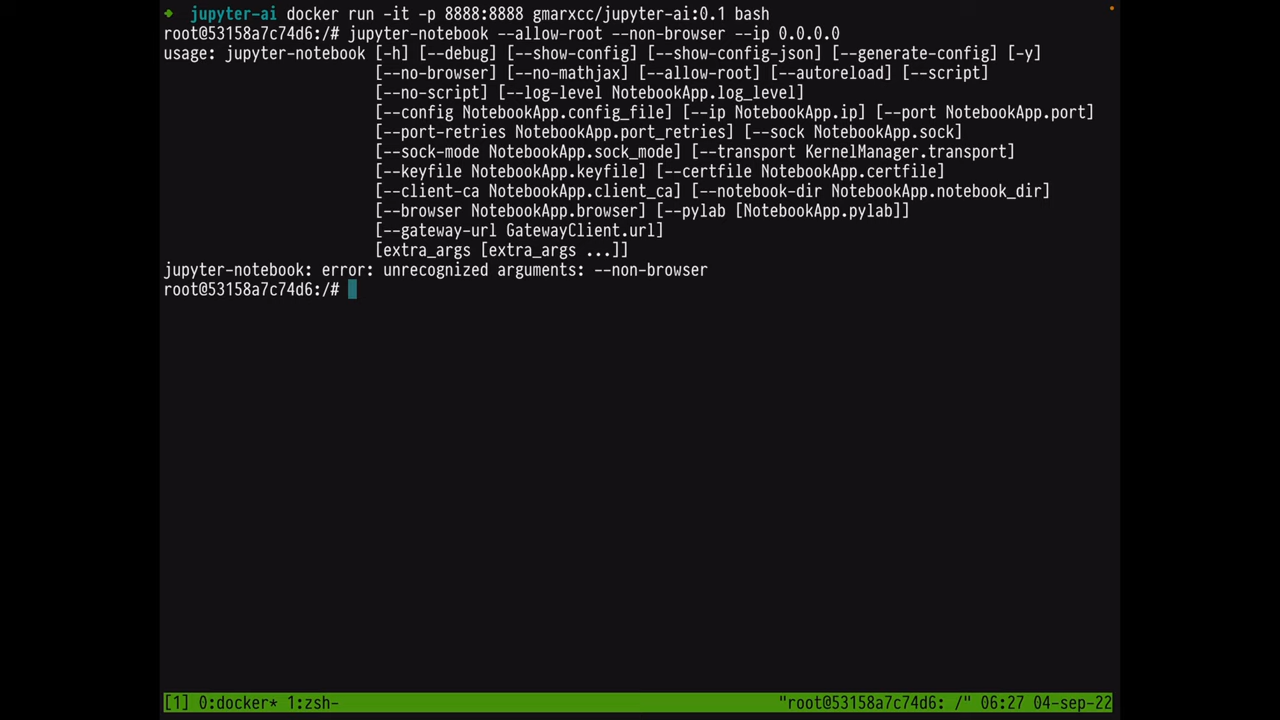 ➜ jupyter-ai docker run -it -p 8888:8888 gmarxcc/jupyter-ai:0.1 bash
root@53158a7c74d6:/# jupyter-notebook --allow-root --non-browser --ip 0.0.0.0
usage: jupyter-notebook [-h] [--debug] [--show-config] [--show-config-json] [--generate-config] [-y]
[--no-browser] [--no-mathjax] [--allow-root] [--autoreload] [--script]
[--no-script] [--log-level NotebookApp.log_level]
[--config NotebookApp.config_file] [--ip NotebookApp.ip] [--port NotebookApp.port]
[--port-retries NotebookApp.port_retries] [--sock NotebookApp.sock]
[--sock-mode NotebookApp.sock_mode] [--transport KernelManager.transport]
[--keyfile NotebookApp.keyfile] [--certfile NotebookApp.certfile]
[--client-ca NotebookApp.client_ca] [--notebook-dir NotebookApp.notebook_dir]
[--browser NotebookApp.browser] [--pylab [NotebookApp.pylab]]
[--gateway-url GatewayClient.url]
[extra_args [extra_args ...]]
jupyter-notebook: error: unrecognized arguments: --non-browser
root@53158a7c74d6:/#
[1] 0:docker* 1:zsh- "root@53158a7c74d6: /" 06:27 04-sep-22